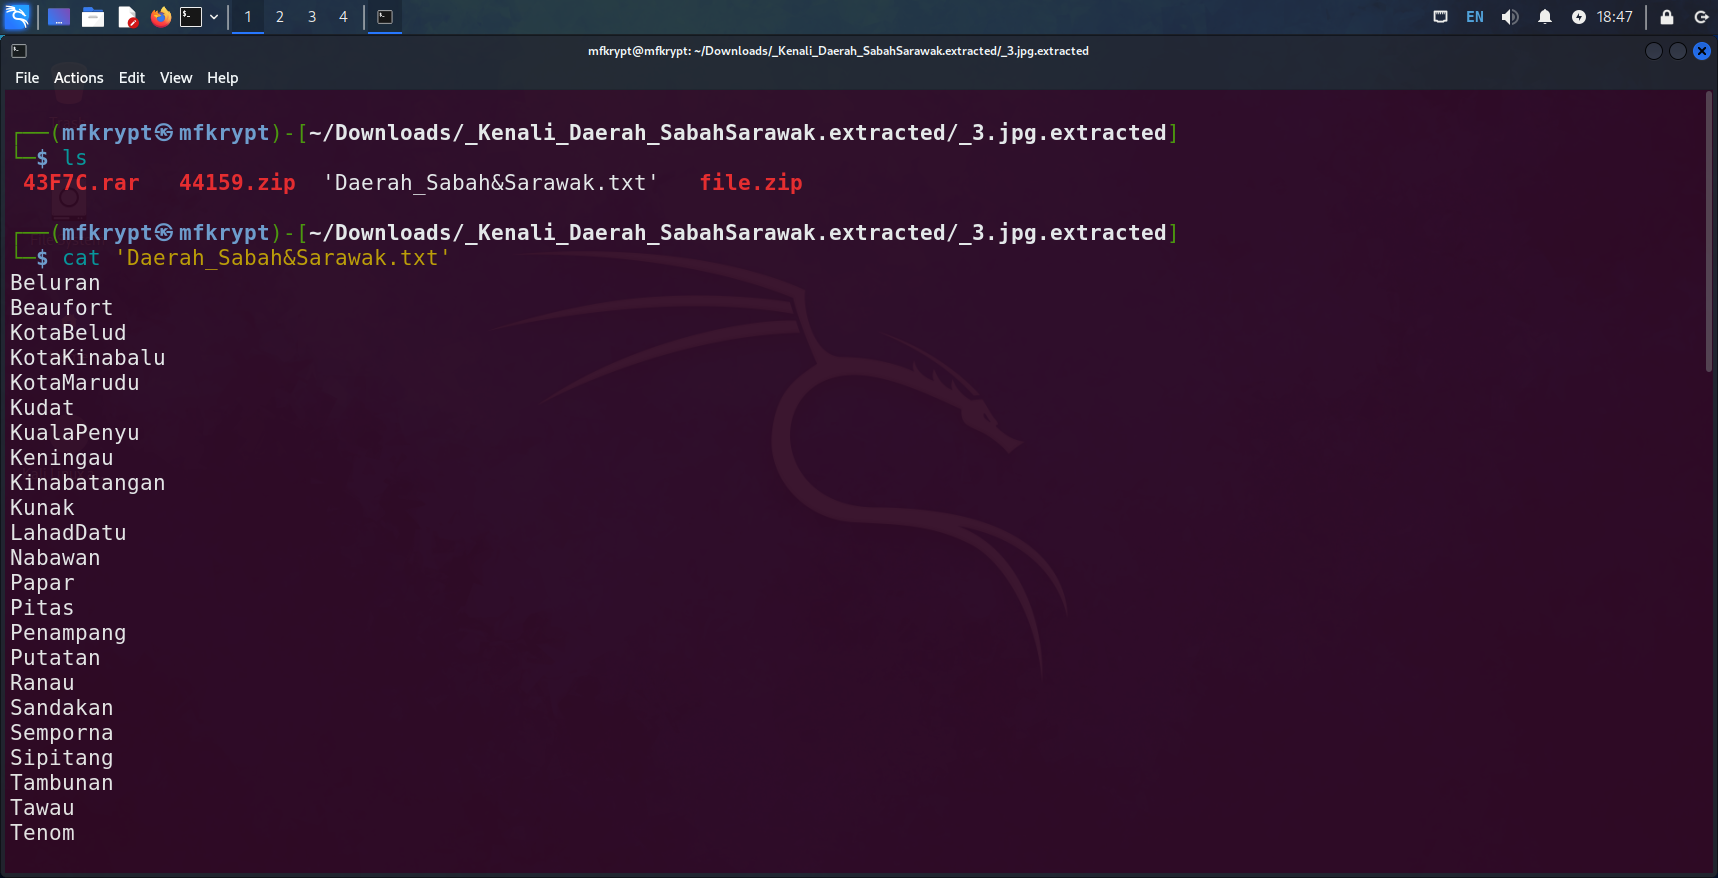 1 2 3 4 EN 18:47
mfkrypt@mfkrypt: ~/Downloads/_Kenali_Daerah_SabahSarawak.extracted/_3.jpg.extracted
File Actions Edit View Help
┌──(mfkrypt㉿mfkrypt)-[~/Downloads/_Kenali_Daerah_SabahSarawak.extracted/_3.jpg.extracted]
└─$ ls
43F7C.rar 44159.zip 'Daerah_Sabah&Sarawak.txt' file.zip
┌──(mfkrypt㉿mfkrypt)-[~/Downloads/_Kenali_Daerah_SabahSarawak.extracted/_3.jpg.extracted]
└─$ cat 'Daerah_Sabah&Sarawak.txt'
Beluran
Beaufort
KotaBelud
KotaKinabalu
KotaMarudu
Kudat
KualaPenyu
Keningau
Kinabatangan
Kunak
LahadDatu
Nabawan
Papar
Pitas
Penampang
Putatan
Ranau
Sandakan
Semporna
Sipitang
Tambunan
Tawau
Tenom